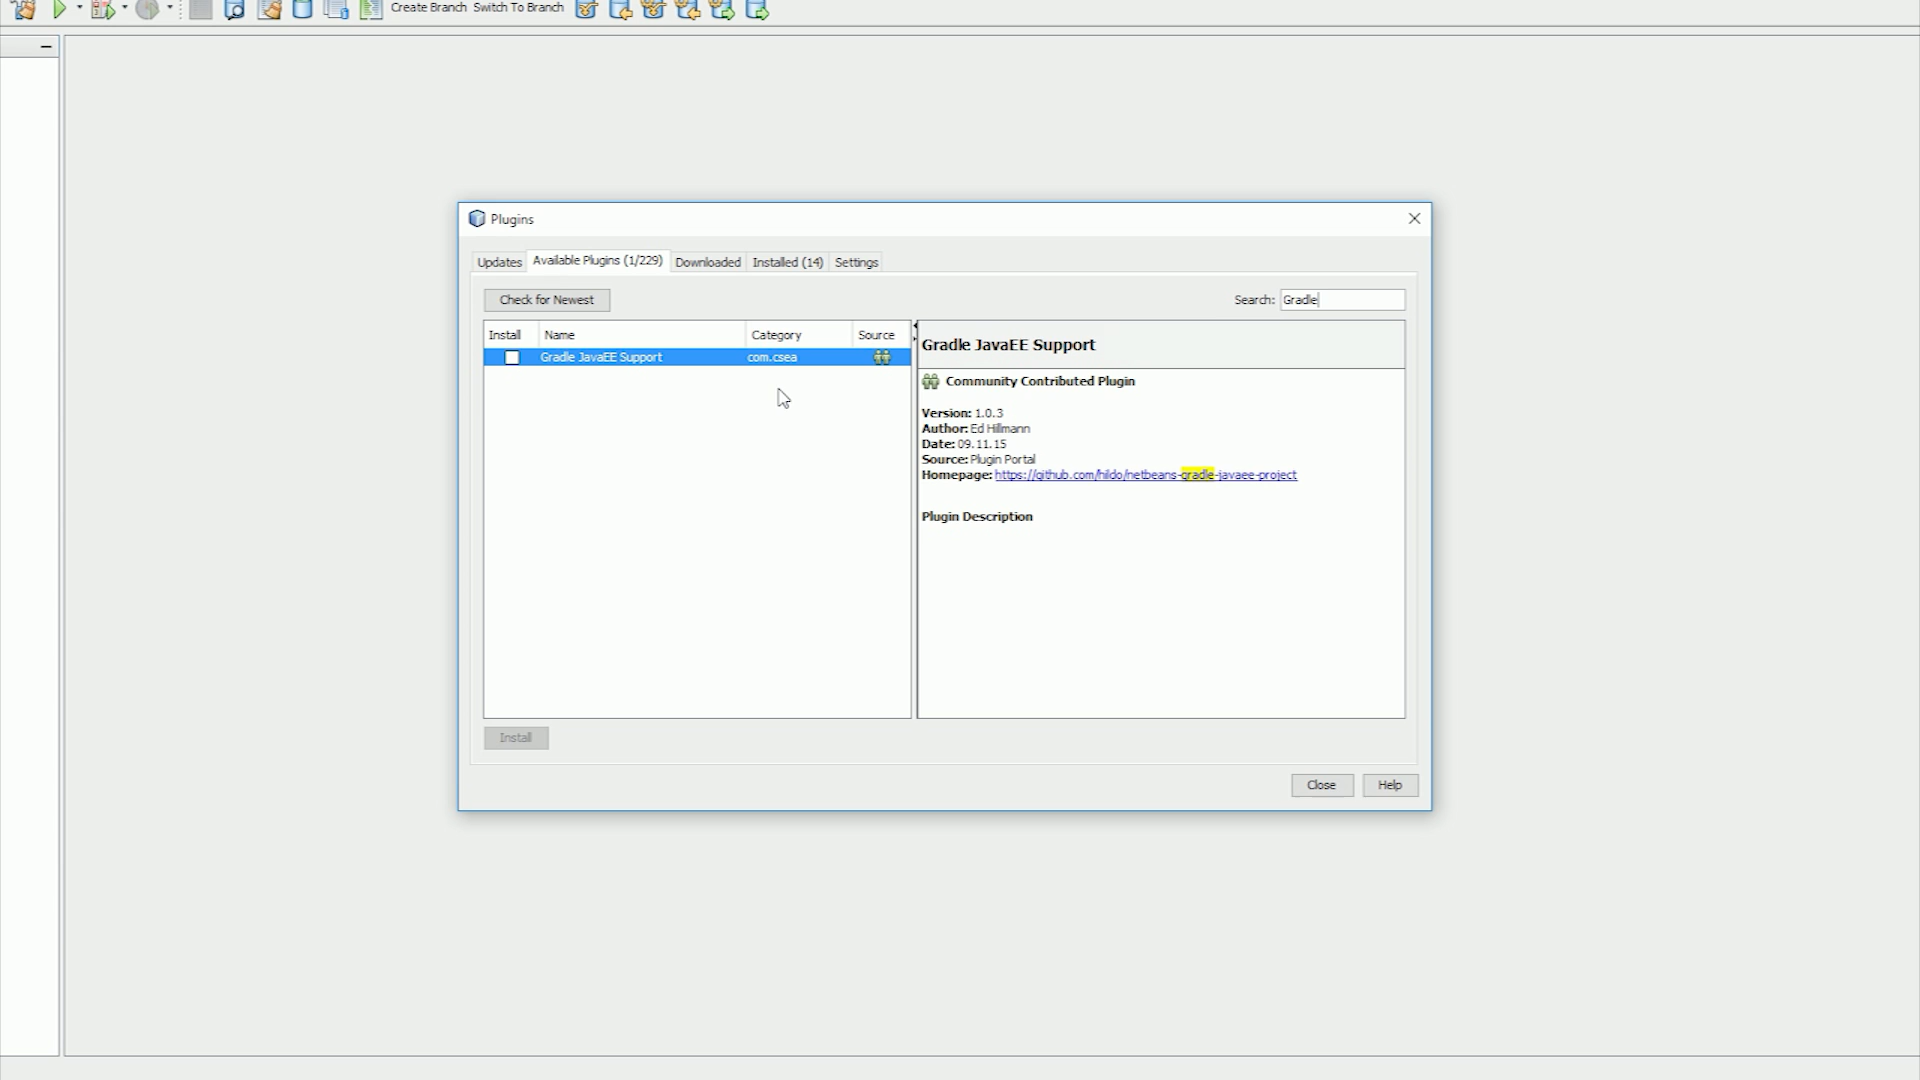 Create Branch Switch To Branch
Plugins
Updates Available Plugins (1/229) Downloaded Installed (14) Settings
Check for Newest
Search: Gradle
Install Name Category Source
Gradle JavaEE Support com.csea
Gradle JavaEE Support
Community Contributed Plugin
Version: 1.0.3
Author: Ed Hillmann
Date: 09.11.15
Source: Plugin Portal
Homepage: https://github.com/hildo/netbeans-gradle-javaee-project
Plugin Description
Install
Close Help